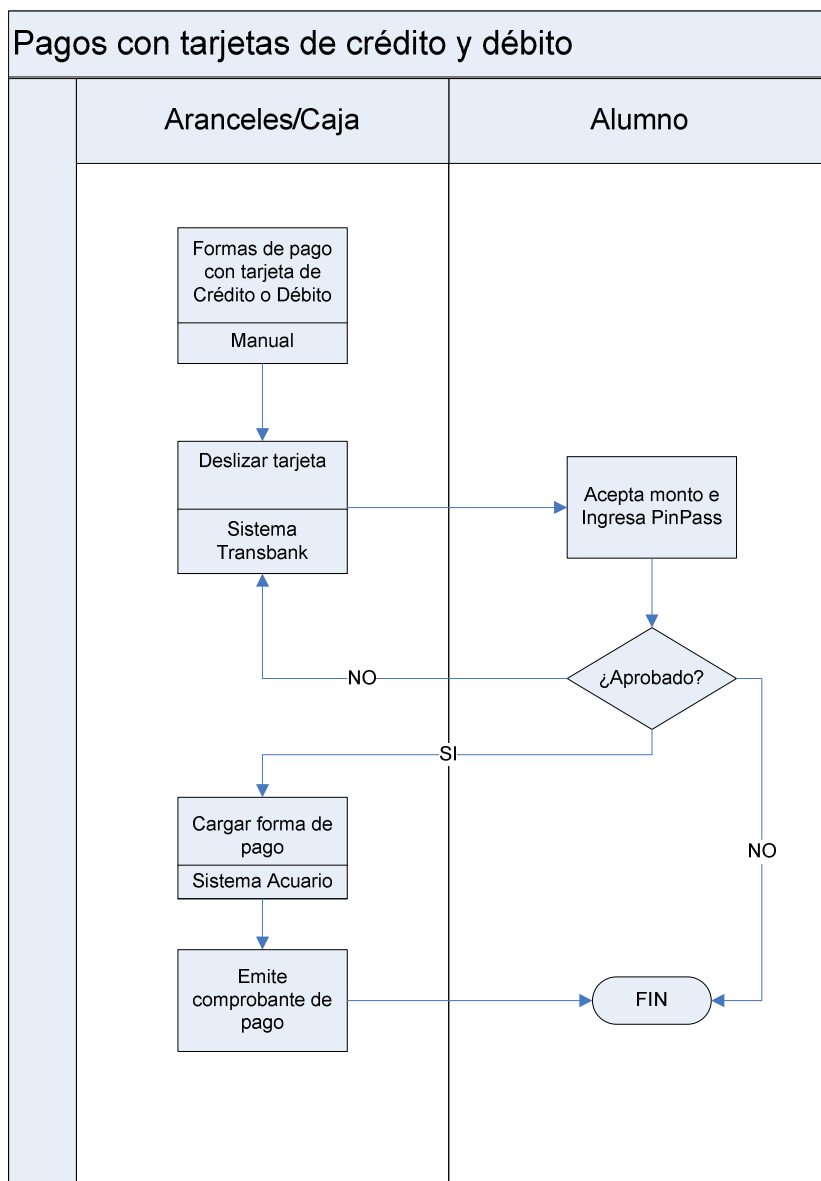 Pagos con tarjetas de crédito y débito
Aranceles/Caja
Alumno
Formas de pago
con tarjeta de
Crédito o Débito
Manual
Deslizar tarjeta
Sistema
Transbank
Acepta monto e
Ingresa PinPass
¿Aprobado?
NO
SI
Cargar forma de
pago
Sistema Acuario
NO
Emite
comprobante de
pago
FIN